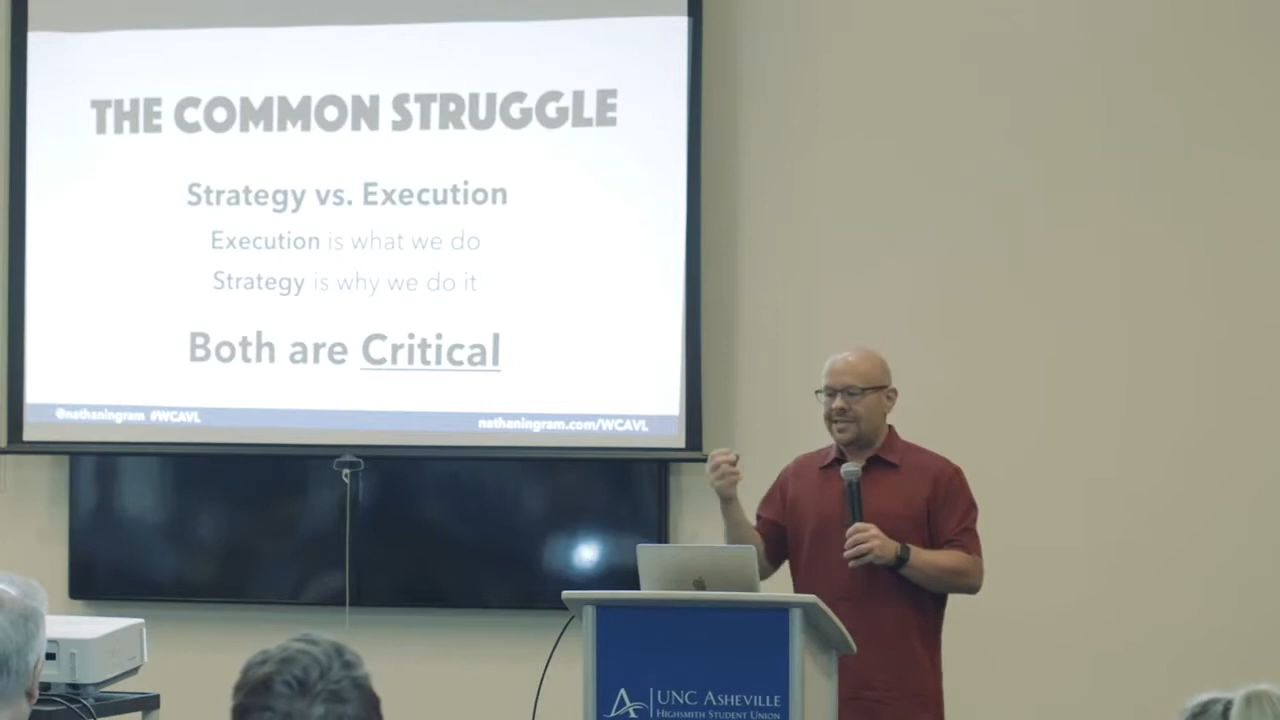 THE COMMON STRUGGLE
Strategy vs. Execution
Execution is what we do
Strategy is why we do it
Both are Critical
@nathaningram #WCAVL
nathaningram.com/WCAVL
UNC ASHEVILLE
HIGHSMITH STUDENT UNION